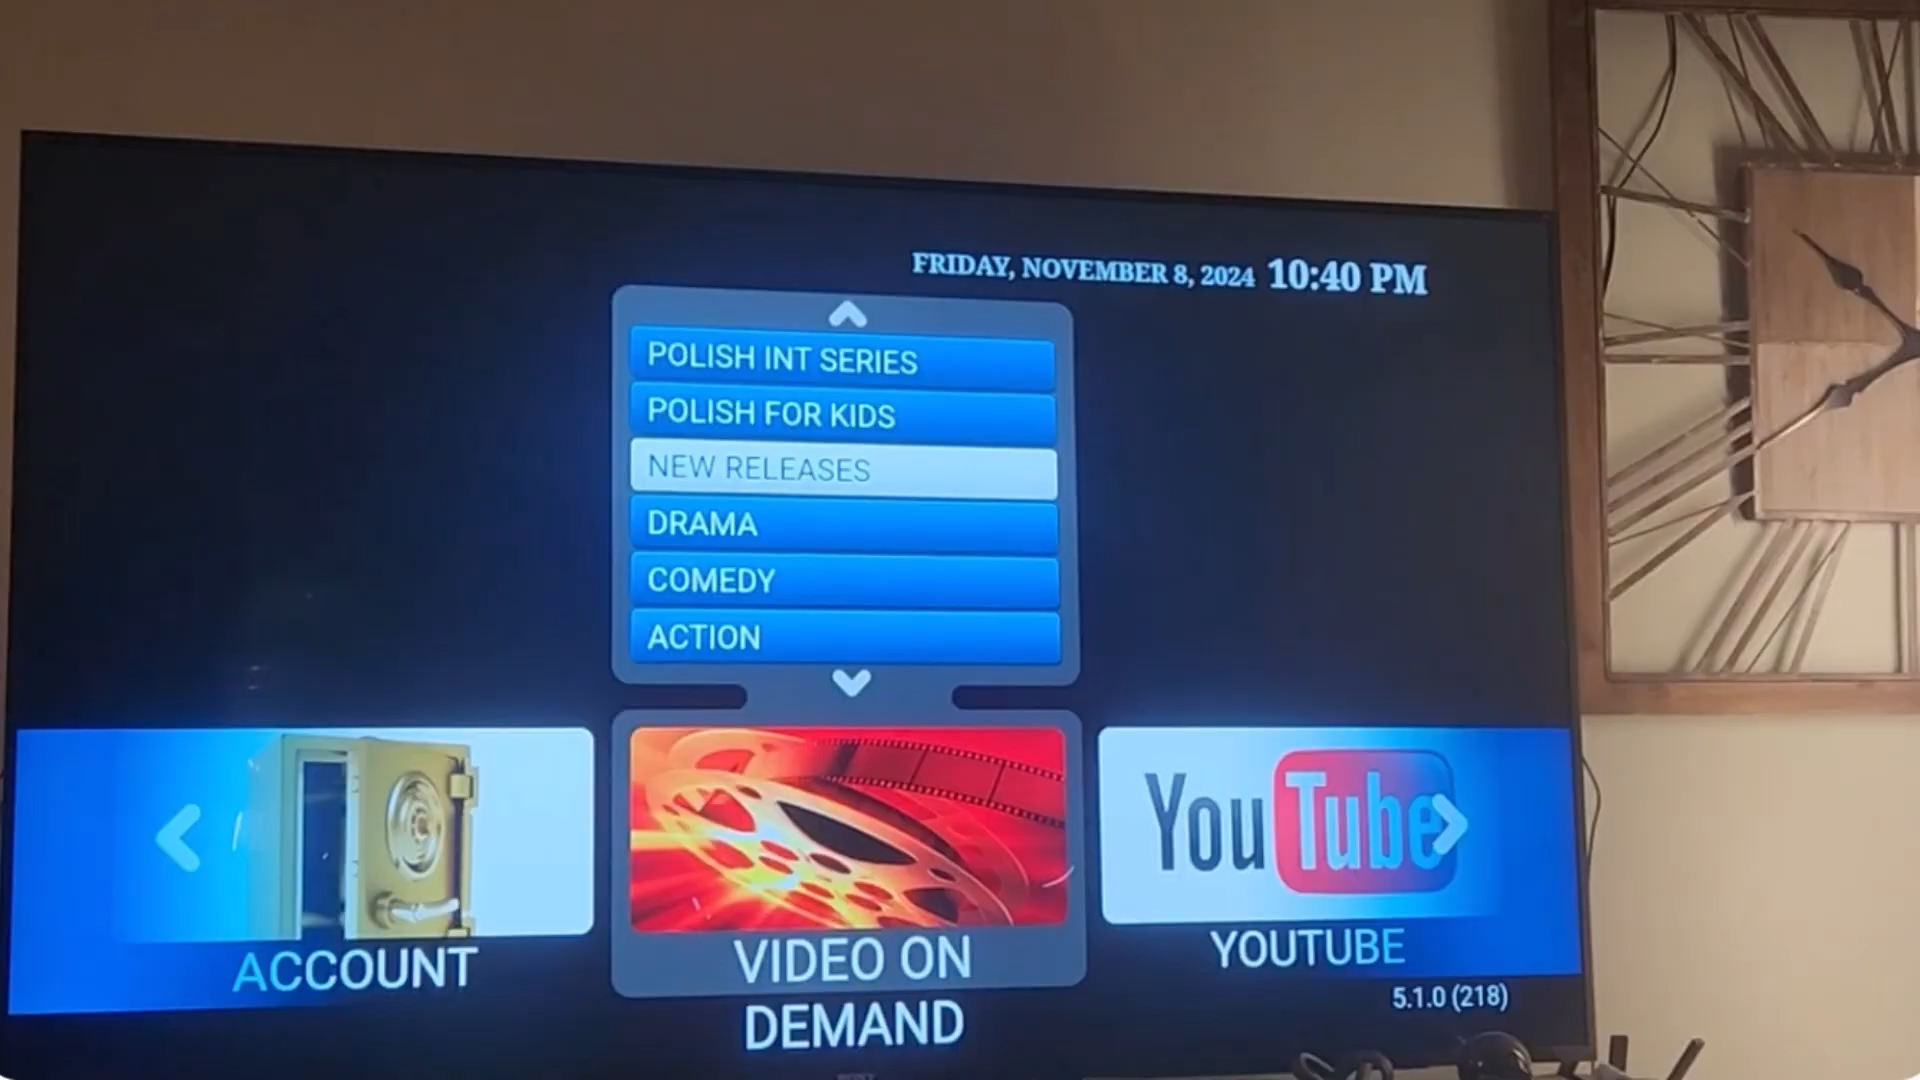 FRIDAY, NOVEMBER 8, 2024 10:40 PM
POLISH INT SERIES
POLISH FOR KIDS
NEW RELEASES
DRAMA
COMEDY
ACTION
YouTube
ACCOUNT
VIDEO ON
DEMAND
YOUTUBE
5.1.0 (218)